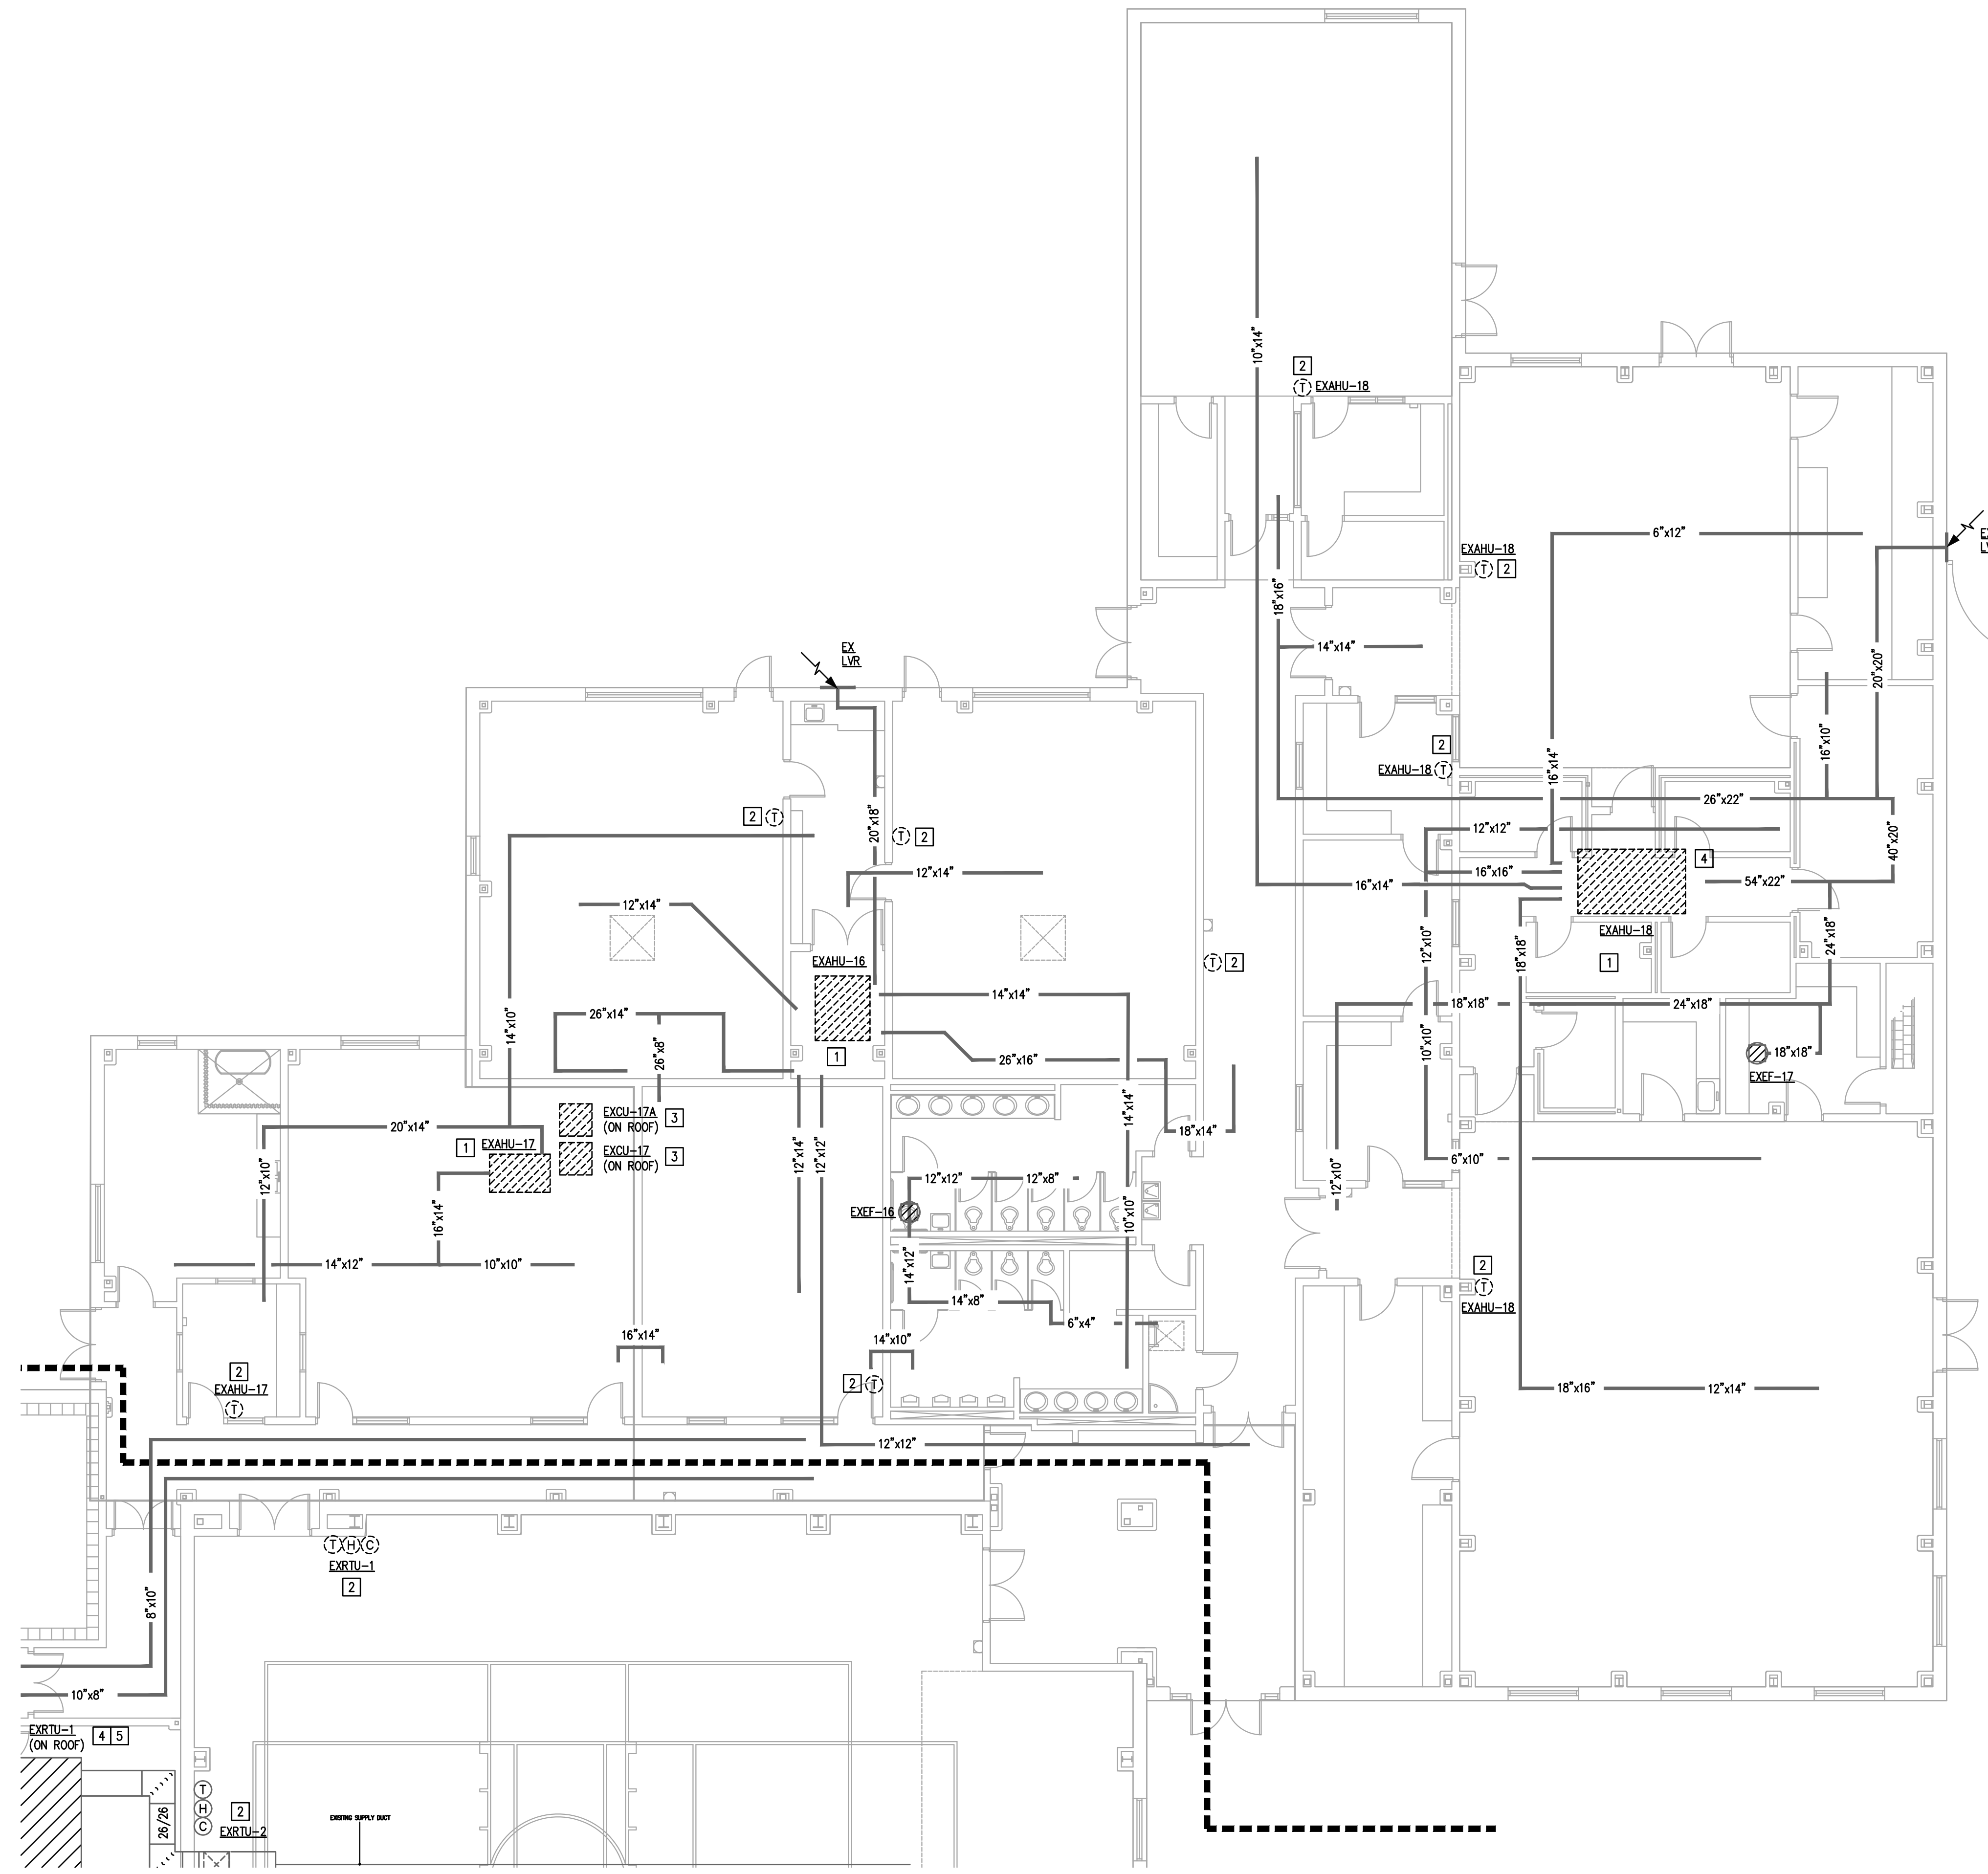 10"x14"
2
T EXAHU-18
6"x12"
EXAHU-18
T 2
18"x16"
14"x14"
EX
LVR
20"x20"
16"x10"
2
EXAHU-18 T
16"x14"
26"x22"
2 T
20"x18"
T 2
12"x12"
40"x20"
4
12"x14"
16"x16"
16"x14"
54"x22"
12"x14"
EXAHU-18
1
12"x10"
18"x18"
24"x18"
EXAHU-16
T 2
14"x14"
18"x18"
24"x18"
14"x10"
26"x14"
26"x8"
1
26"x16"
10"x10"
18"x18"
EXEF-17
EXCU-17A
(ON ROOF)
3
14"x14"
20"x14"
18"x14"
1 EXAHU-17
EXCU-17
(ON ROOF)
3
12"x14"
12"x12"
6"x10"
12"x10"
12"x10"
12"x12"
12"x8"
16"x14"
EXEF-16
10"x10"
14"x12"
14"x12"
10"x10"
2
T
EXAHU-18
14"x8"
6"x4"
16"x14"
14"x10"
2
EXAHU-17
T
2 T
18"x16"
12"x14"
12"x12"
T H C
EXRTU-1
2
8"x10"
10"x8"
EXRTU-1
(ON ROOF)
4 5
T
H
C
2
EXRTU-2
26/26
EXISITNG SUPPLY DUCT